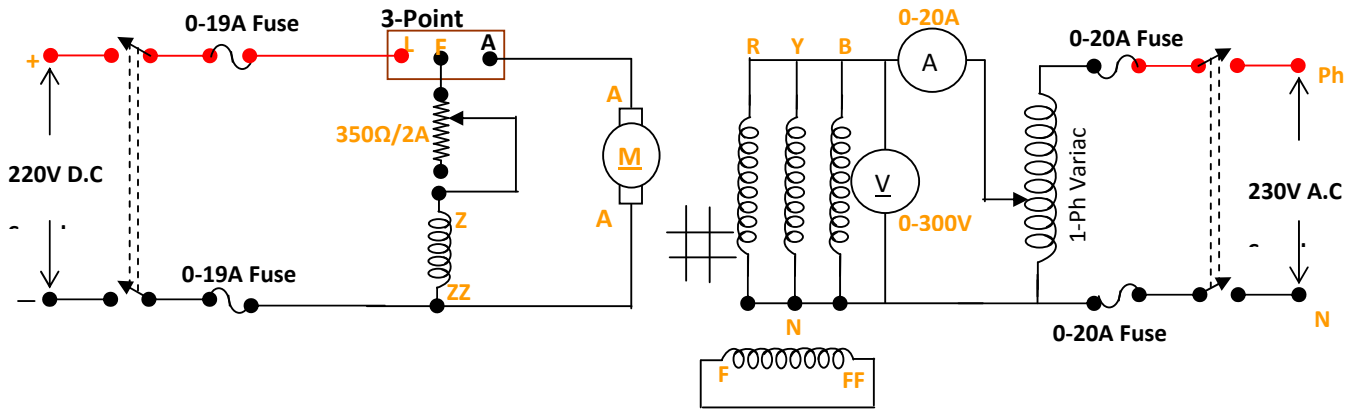 0-19A Fuse
3-Point
L
F
A
+
350Ω/2A
220V D.C
A
M
A
Z
ZZ
0-19A Fuse
—
0-20A
R
Y
B
A
V
0-300V
N
F
FF
1-Ph Variac
0-20A Fuse
Ph
230V A.C
0-20A Fuse
N